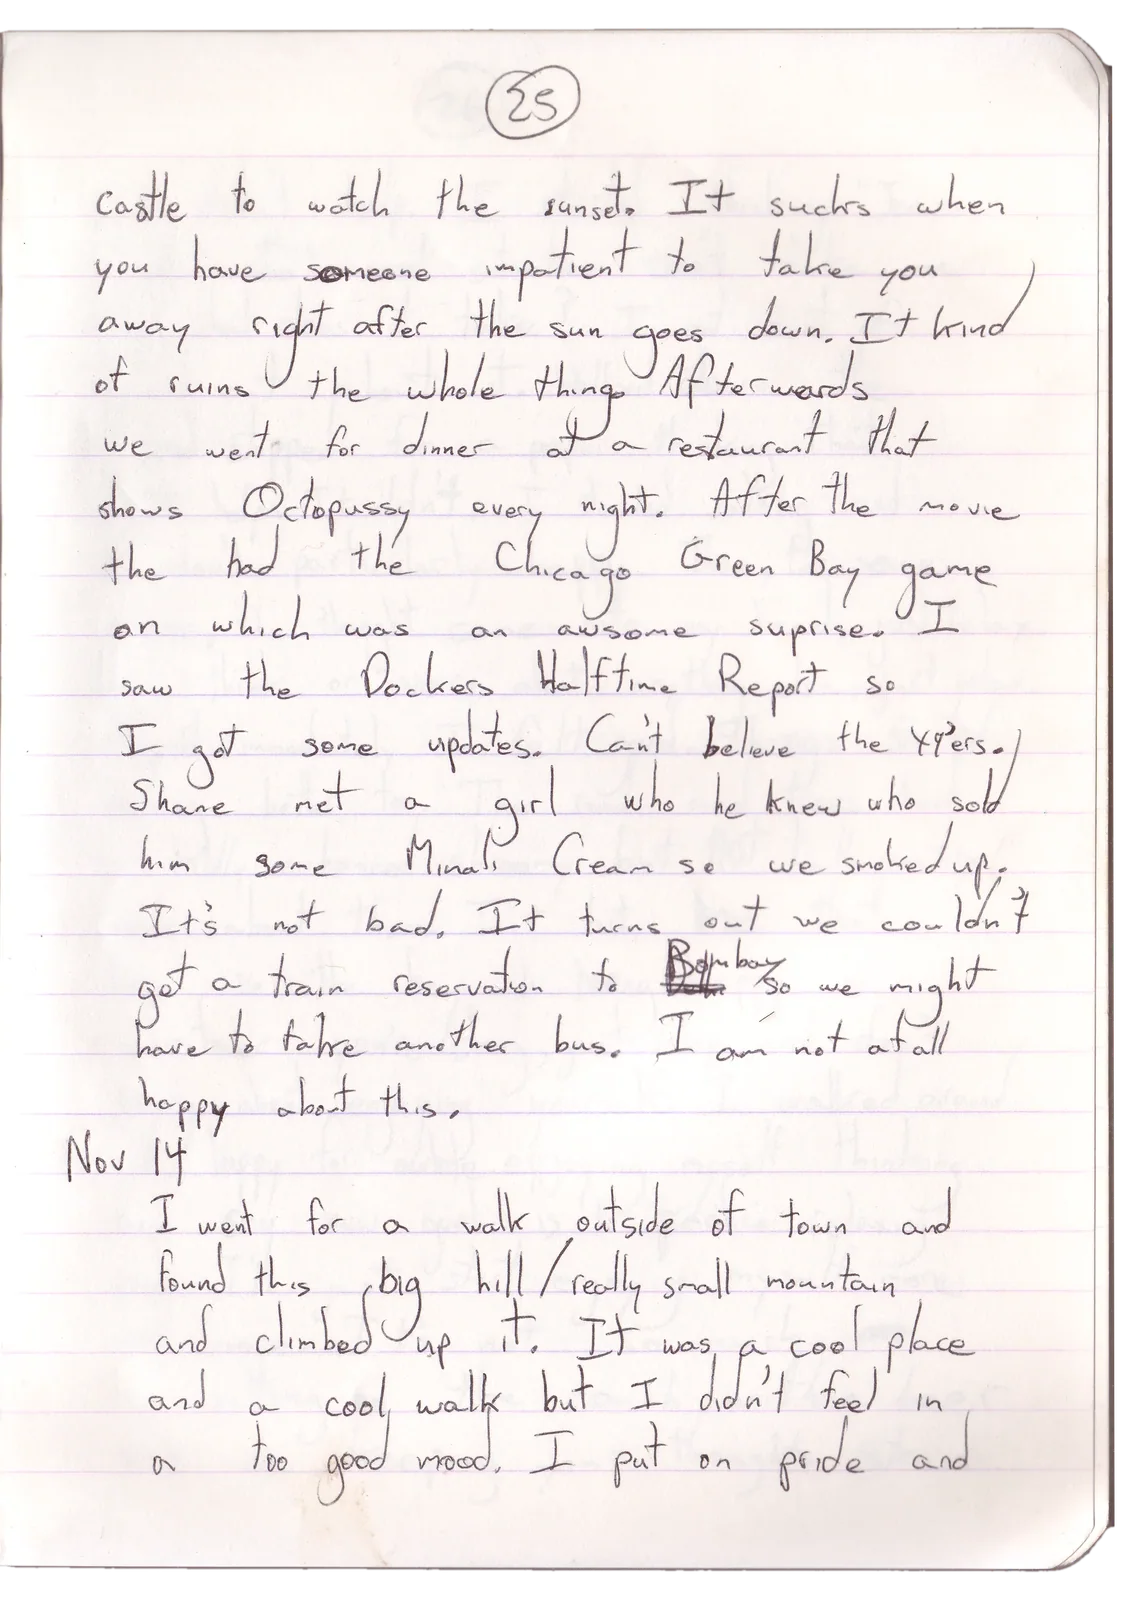 25
castle to watch the sunset. It sucks when
you have someone impatient to take you
away right after the sun goes down. It kind
of ruins the whole thing. Afterwards
we went for dinner at a restaurant that
shows Octopussy every night. After the movie
the had the Chicago Green Bay game
on which was an awsome suprise. I
saw the Dockers Halftime Report so
I got some updates. Can't believe the 49'ers.
Shane met a girl who he knew who sold
him some Minali Cream so we smoked up.
It's not bad. It turns out we couldn't
get a train reservation to Bombay so we might
have to take another bus. I am not at all
happy about this.
Nov 14
I went for a walk outside of town and
found this big hill/really small mountain
and climbed up it. It was a cool place
and a cool walk but I didn't feel in
a too good mood. I put on pride and